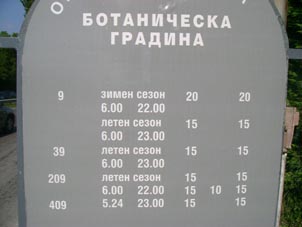 БОТАНИЧЕСКА
ГРАДИНА
9 зимен сезон 20 20
6.00 22.00
летен сезон 15 15
6.00 23.00
39 летен сезон 15 15
6.00 23.00
209 летен сезон 15 15
6.00 22.00 15 10 15
409 5.24 23.00 15 15